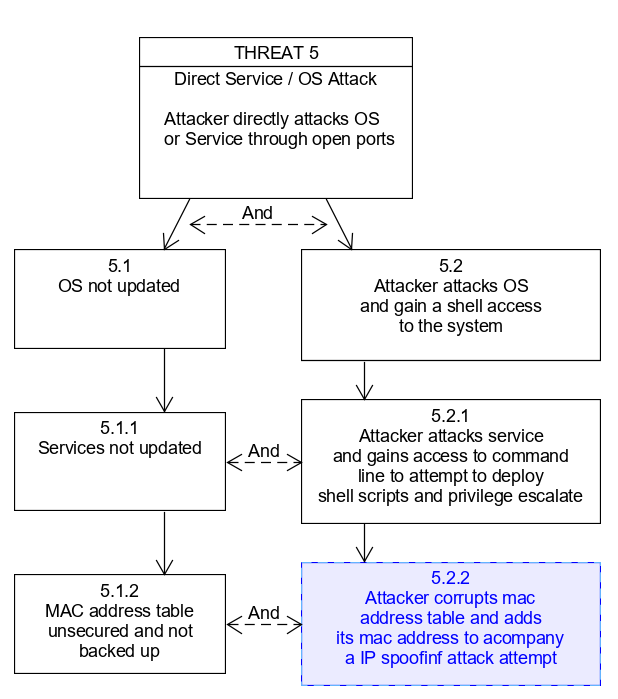 THREAT 5
Direct Service / OS Attack
Attacker directly attacks OS
or Service through open ports
And
5.1
OS not updated
5.2
Attacker attacks OS
and gain a shell access
to the system
5.1.1
Services not updated
And
5.2.1
Attacker attacks service
and gains access to command
line to attempt to deploy
shell scripts and privilege escalate
5.1.2
MAC address table
unsecured and not
backed up
And
5.2.2
Attacker corrupts mac
address table and adds
its mac address to acompany
a IP spoofinf attack attempt